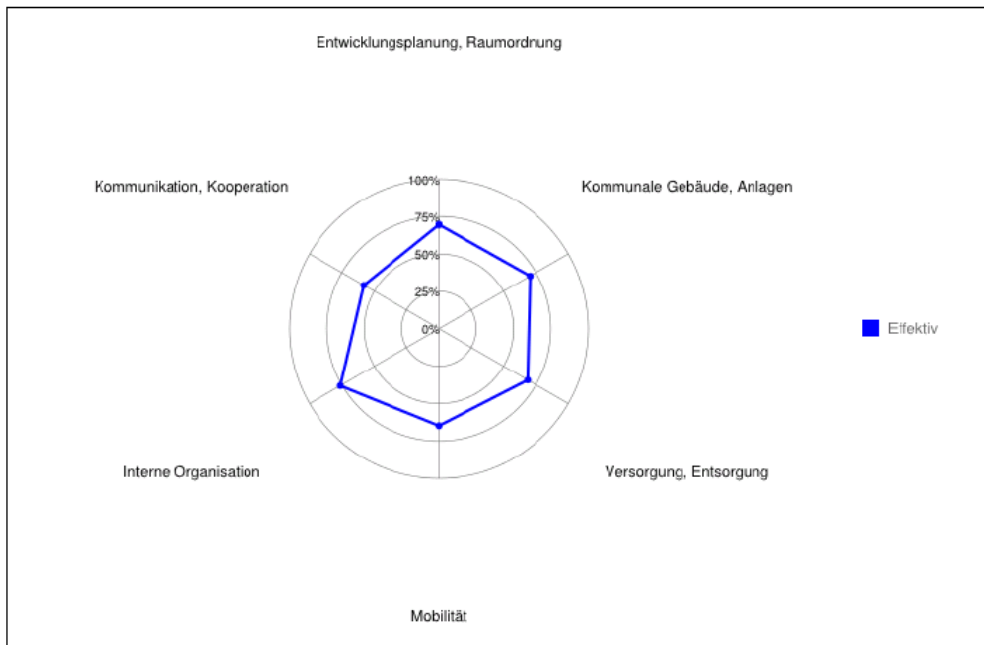 Entwicklungsplanung, Raumordnung
Kommunikation, Kooperation
100%
Kommunale Gebäude, Anlagen
75%
50%
25%
0%
Effektiv
Interne Organisation
Versorgung, Entsorgung
Mobilität